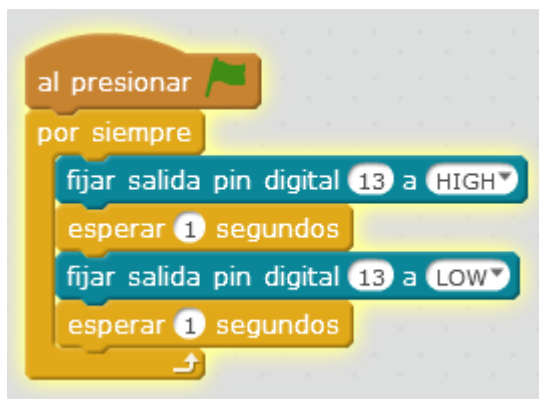 al presionar
por siempre
fijar salida pin digital 13 a HIGH
esperar 1 segundos
fijar salida pin digital 13 a LOW
esperar 1 segundos